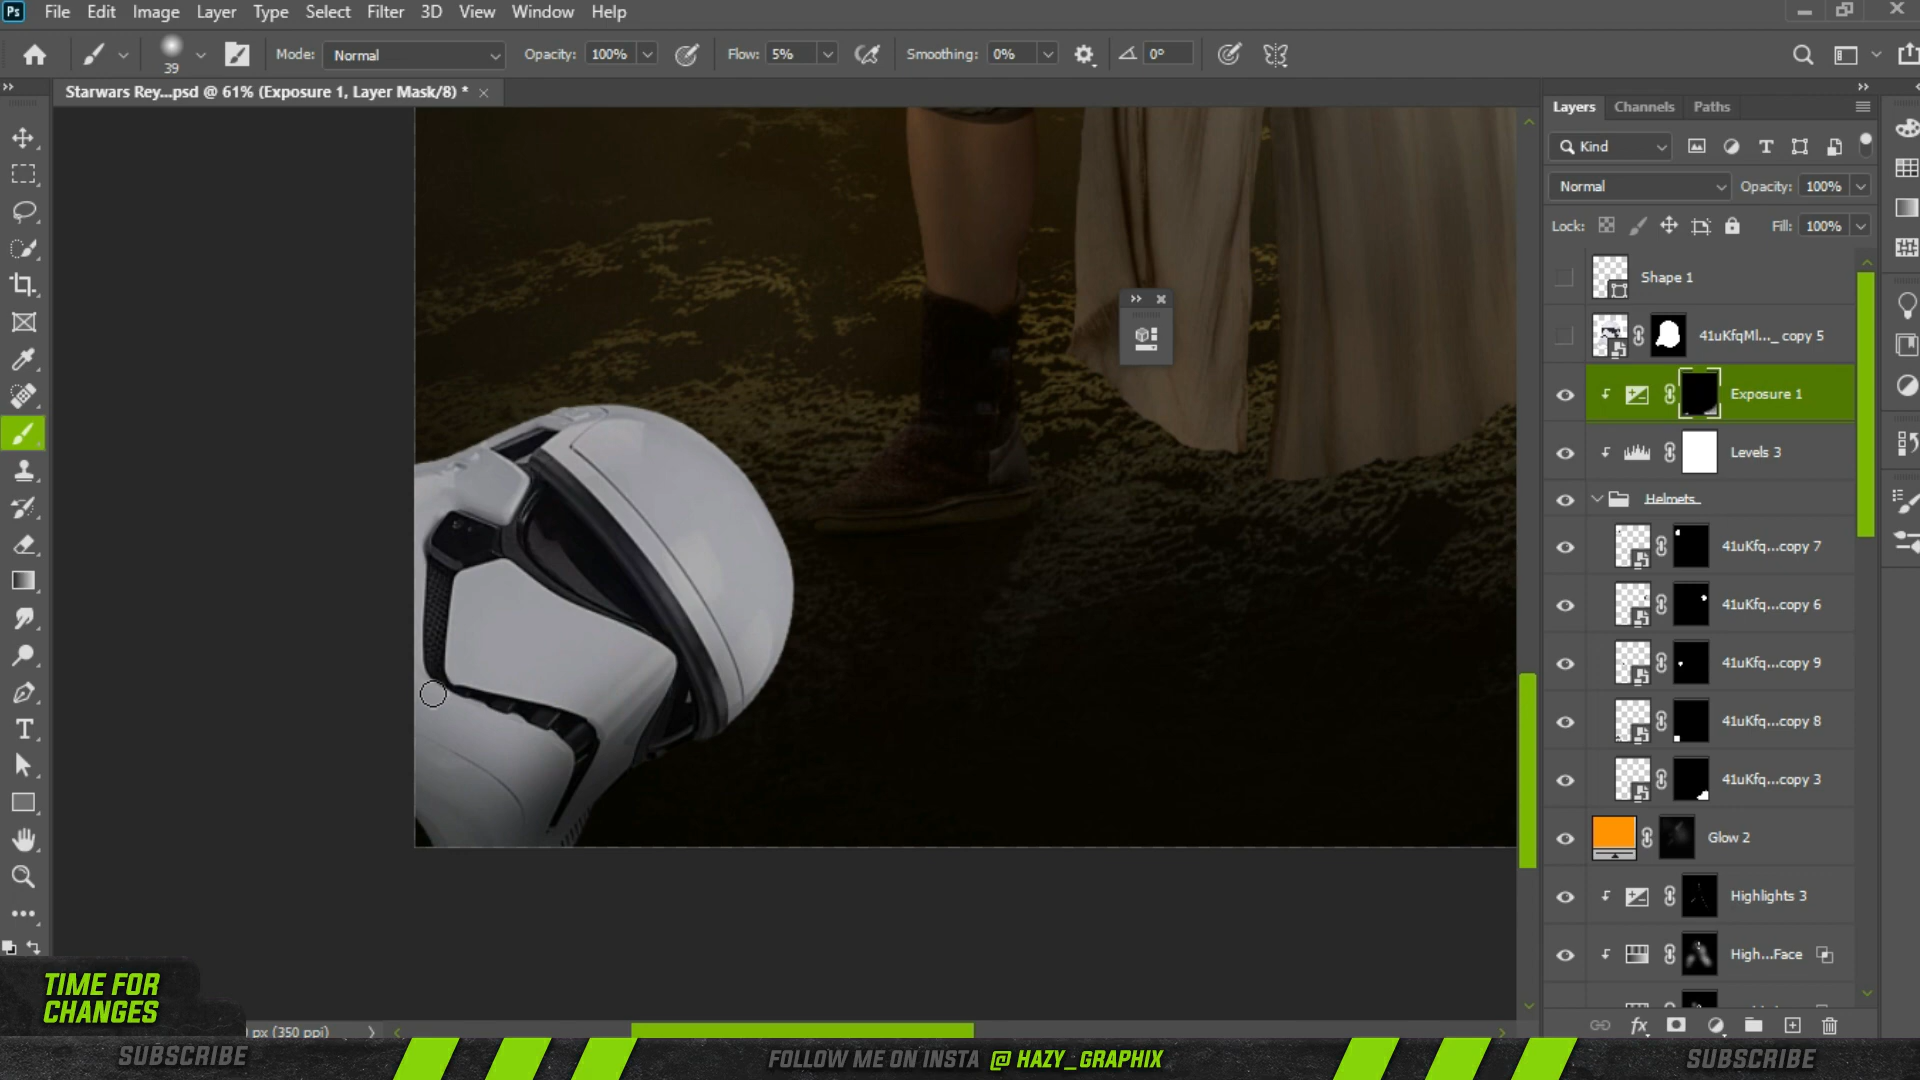 Ps File Edit Image Layer Type Select Filter 3D View Window Help
39 Mode: Normal Opacity: 100% Flow: 5% Smoothing: 0% 0°
Starwars Rey...psd @ 61% (Exposure 1, Layer Mask/8) *
Layers Channels Paths
Kind
Normal Opacity: 100%
Lock: Fill: 100%
Shape 1
41uKfqMl..._ copy 5
Exposure 1
Levels 3
Helmets
41uKfq...copy 7
41uKfq...copy 6
41uKfq...copy 9
41uKfq...copy 8
41uKfq...copy 3
Glow 2
Highlights 3
High...Face
TIME FOR
CHANGES
px (350 ppi)
SUBSCRIBE
FOLLOW ME ON INSTA @ HAZY_GRAPHIX
SUBSCRIBE